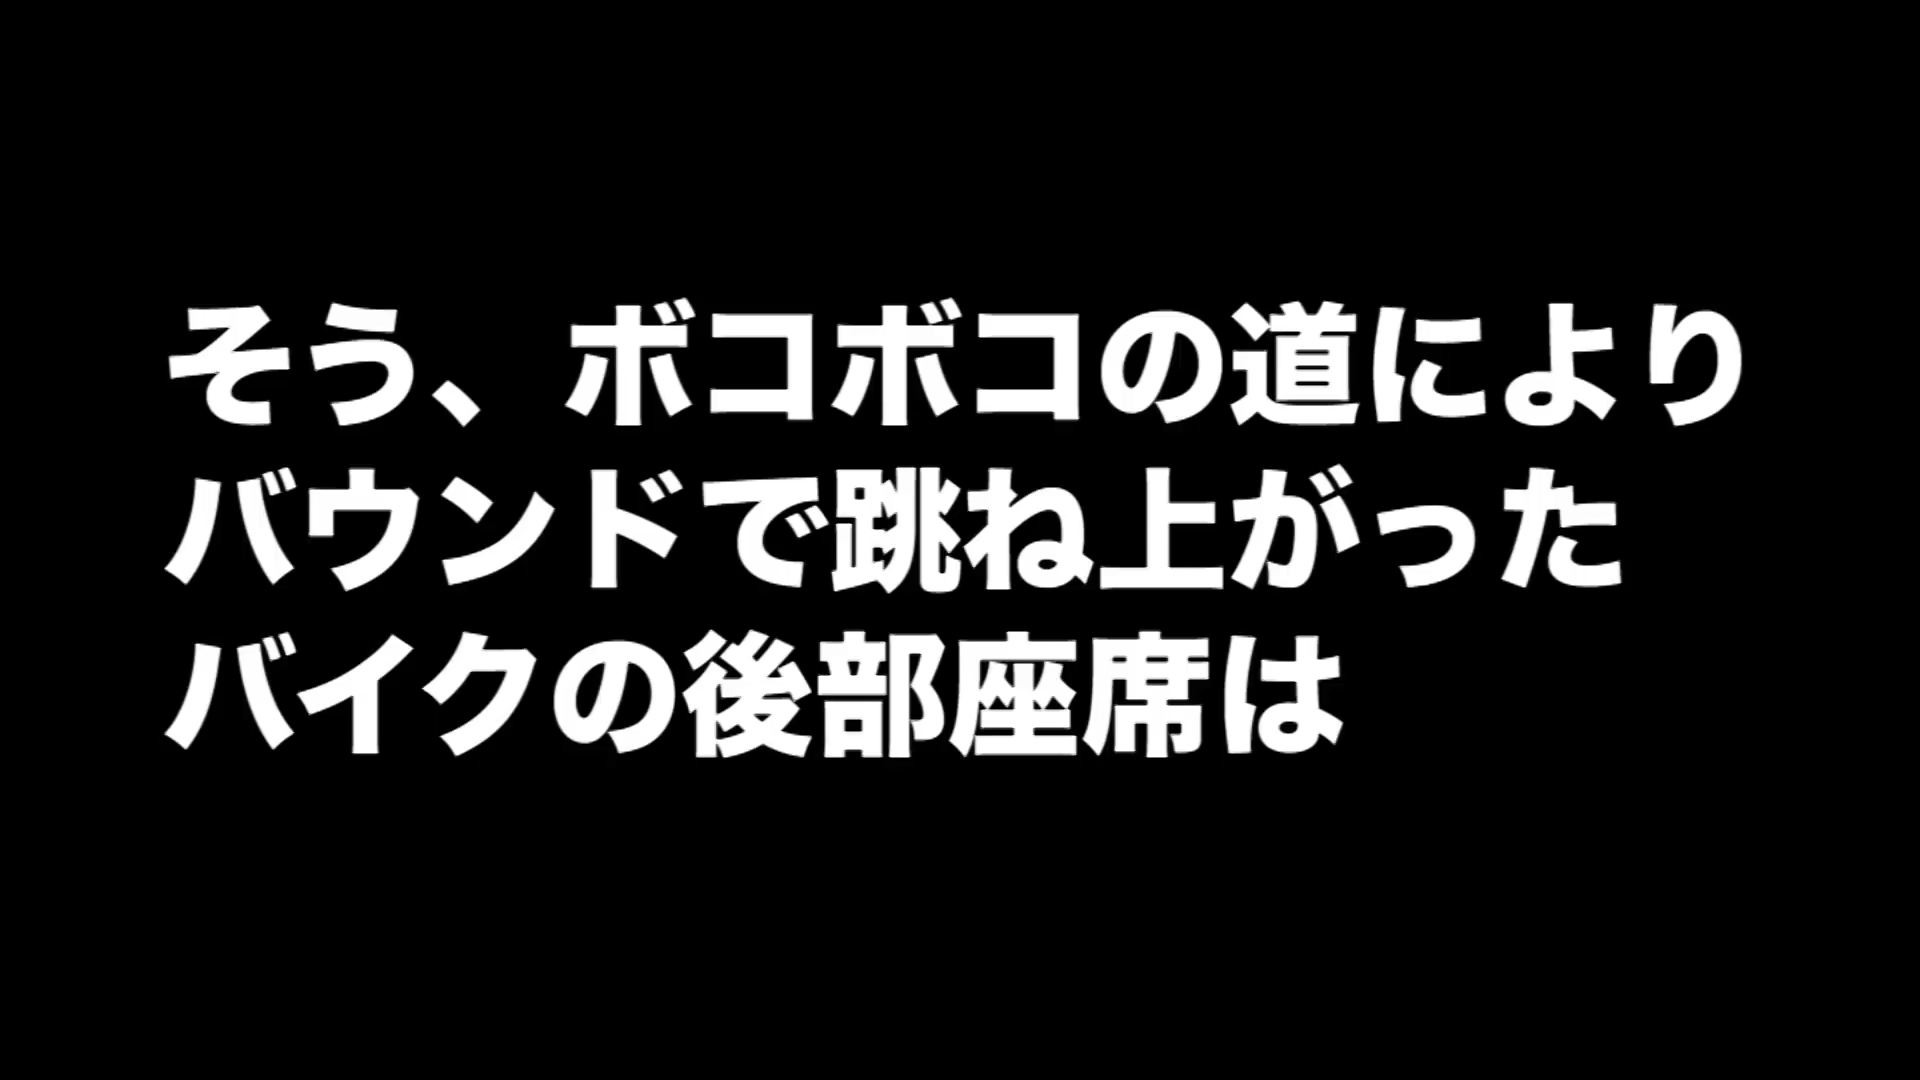 そう、ボコボコの道により
バウンドで跳ね上がった
バイクの後部座席は